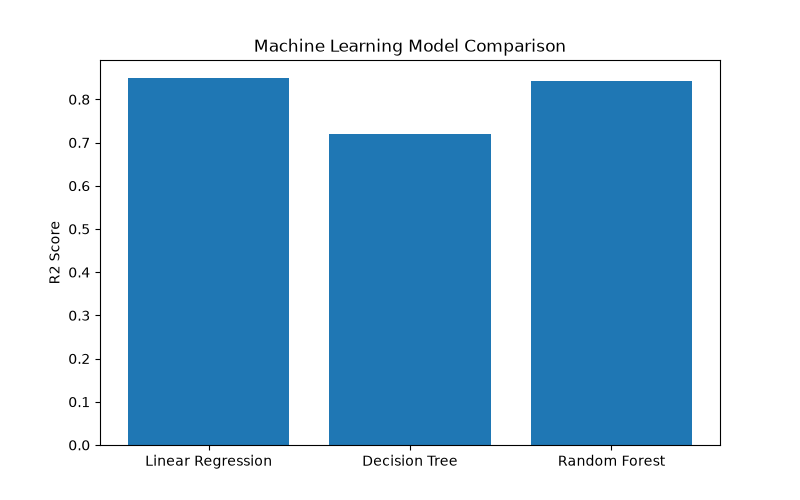 Machine Learning Model Comparison
R2 Score
0.8
0.7
0.6
0.5
0.4
0.3
0.2
0.1
0.0
Linear Regression
Decision Tree
Random Forest